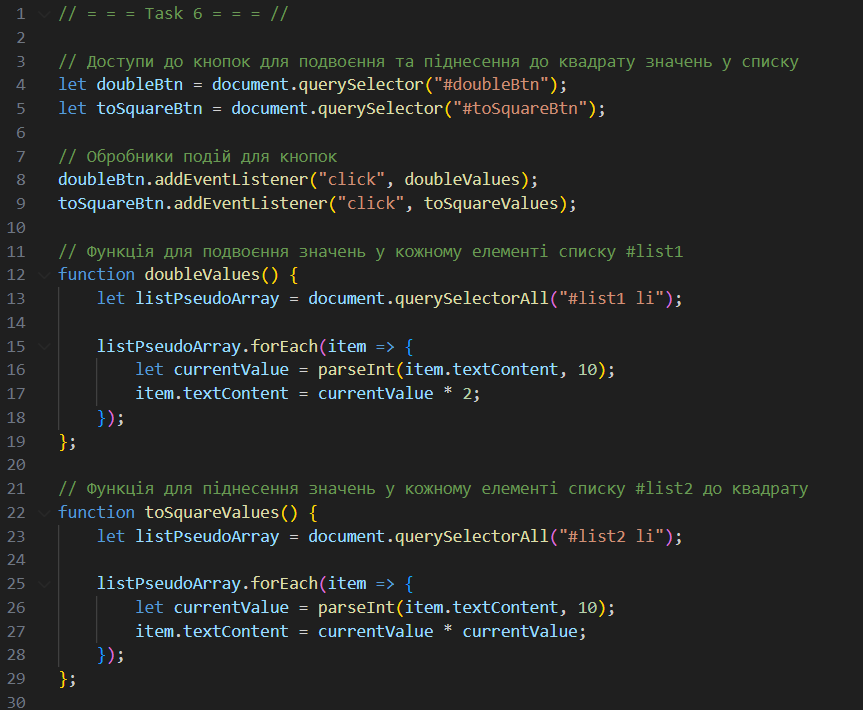 1 // = = = Task 6 = = = //
2
3 // Доступи до кнопок для подвоєння та піднесення до квадрату значень у списку
4 let doubleBtn = document.querySelector("#doubleBtn");
5 let toSquareBtn = document.querySelector("#toSquareBtn");
6
7 // Обробники подій для кнопок
8 doubleBtn.addEventListener("click", doubleValues);
9 toSquareBtn.addEventListener("click", toSquareValues);
10
11 // Функція для подвоєння значень у кожному елементі списку #list1
12 function doubleValues() {
13     let listPseudoArray = document.querySelectorAll("#list1 li");
14
15     listPseudoArray.forEach(item => {
16         let currentValue = parseInt(item.textContent, 10);
17         item.textContent = currentValue * 2;
18     });
19 };
20
21 // Функція для піднесення значень у кожному елементі списку #list2 до квадрату
22 function toSquareValues() {
23     let listPseudoArray = document.querySelectorAll("#list2 li");
24
25     listPseudoArray.forEach(item => {
26         let currentValue = parseInt(item.textContent, 10);
27         item.textContent = currentValue * currentValue;
28     });
29 };
30